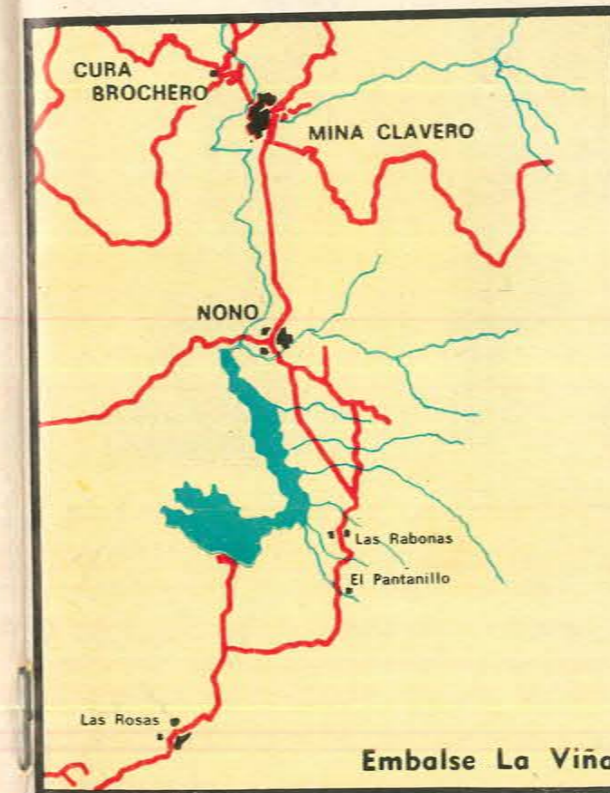 CURA
BROCHERO
MINA CLAVERO
NONO
Las Rabonas
El Pantanillo
Las Rosas
Embalse La Viña